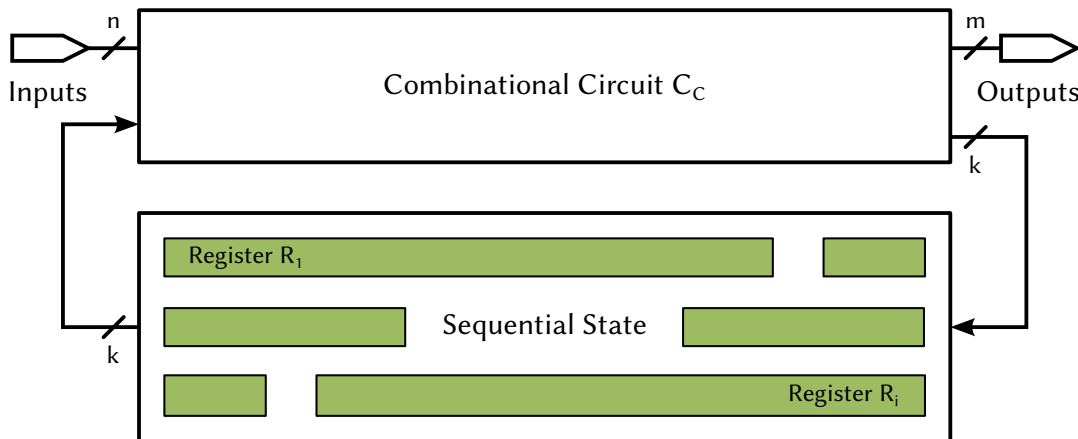 n
m
Combinational Circuit C_C
Inputs
Outputs
k
Register R_1
Sequential State
k
Register R_i